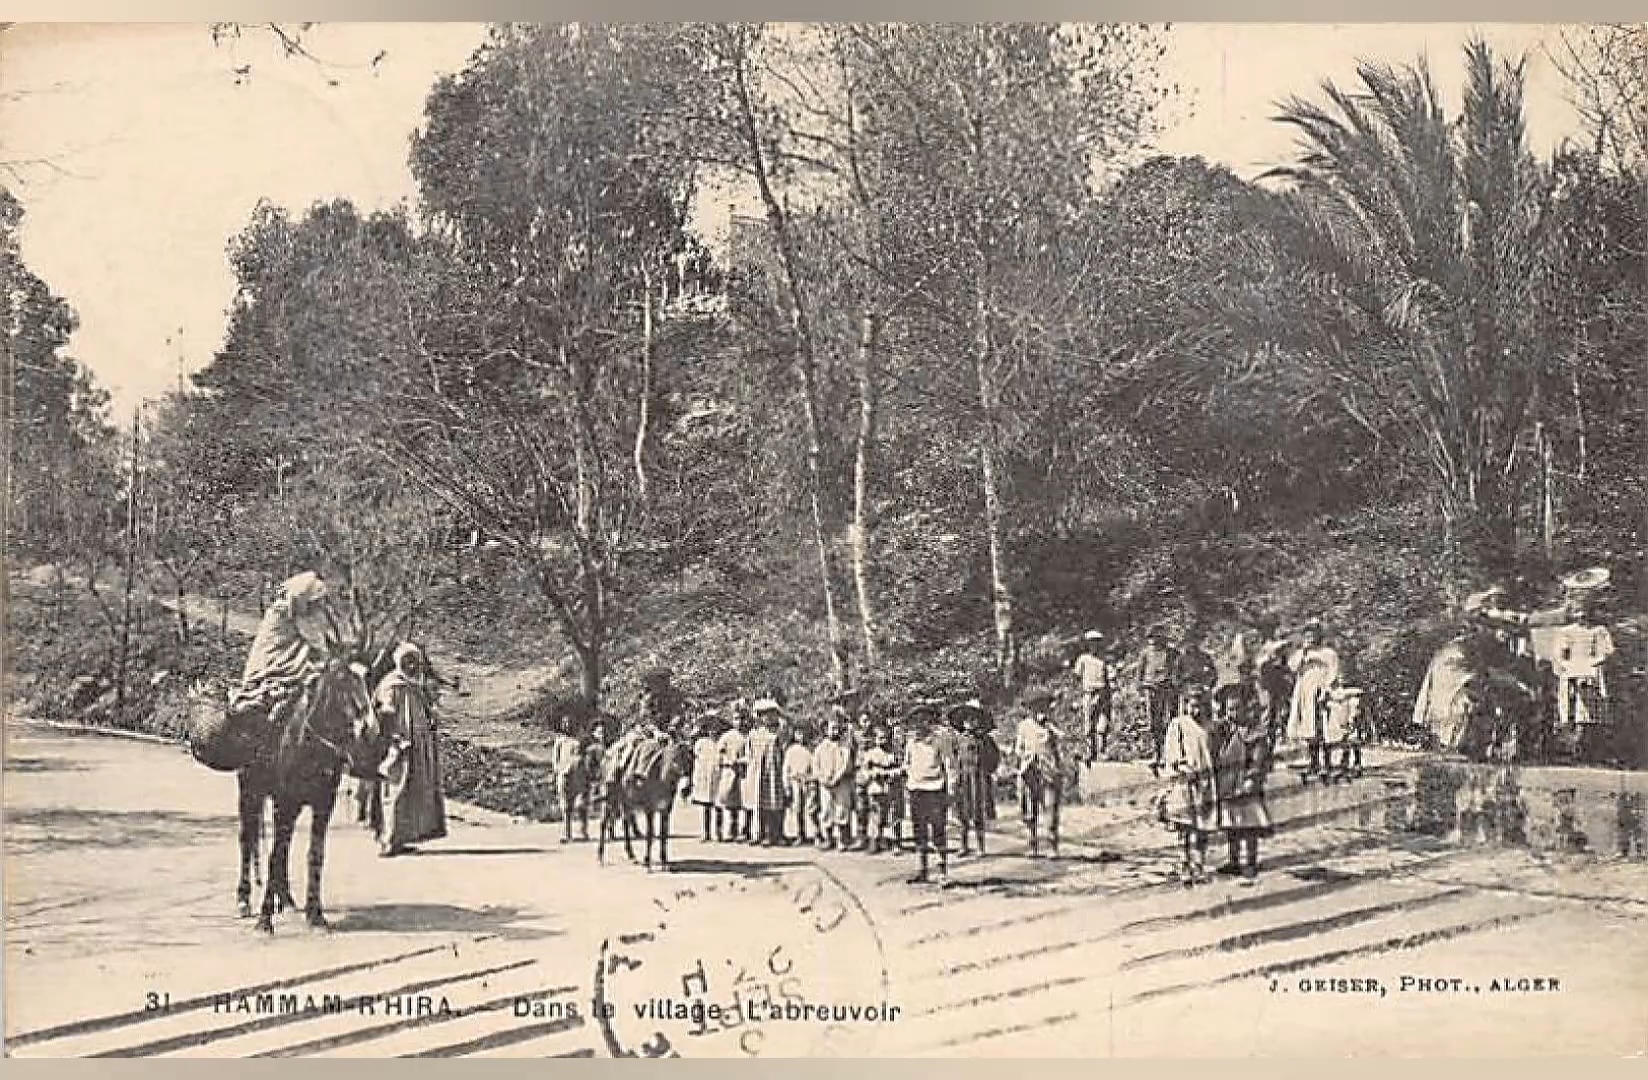 31 - HAMMAM-R'HIRA. - Dans le village. L'abreuvoir
J. GEISER, PHOT., ALGER